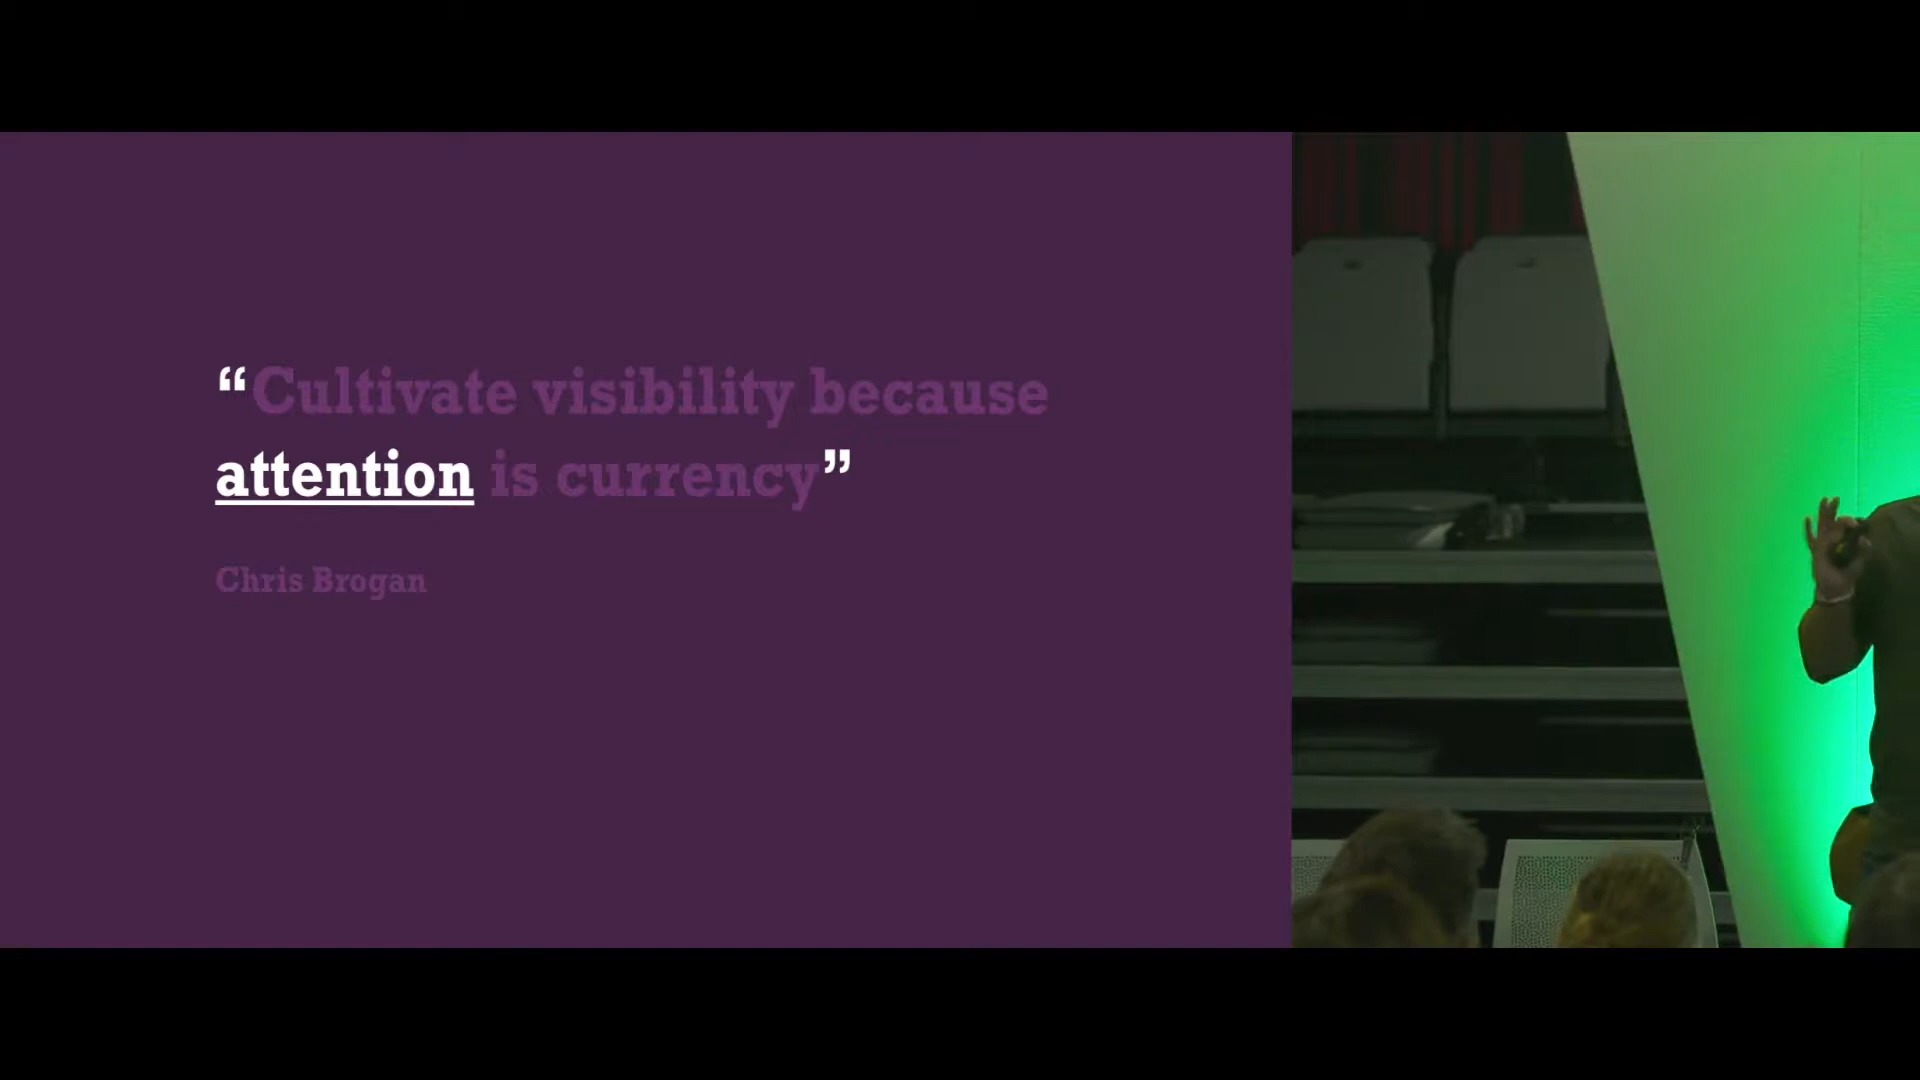 “Cultivate visibility because
attention is currency”
Chris Brogan